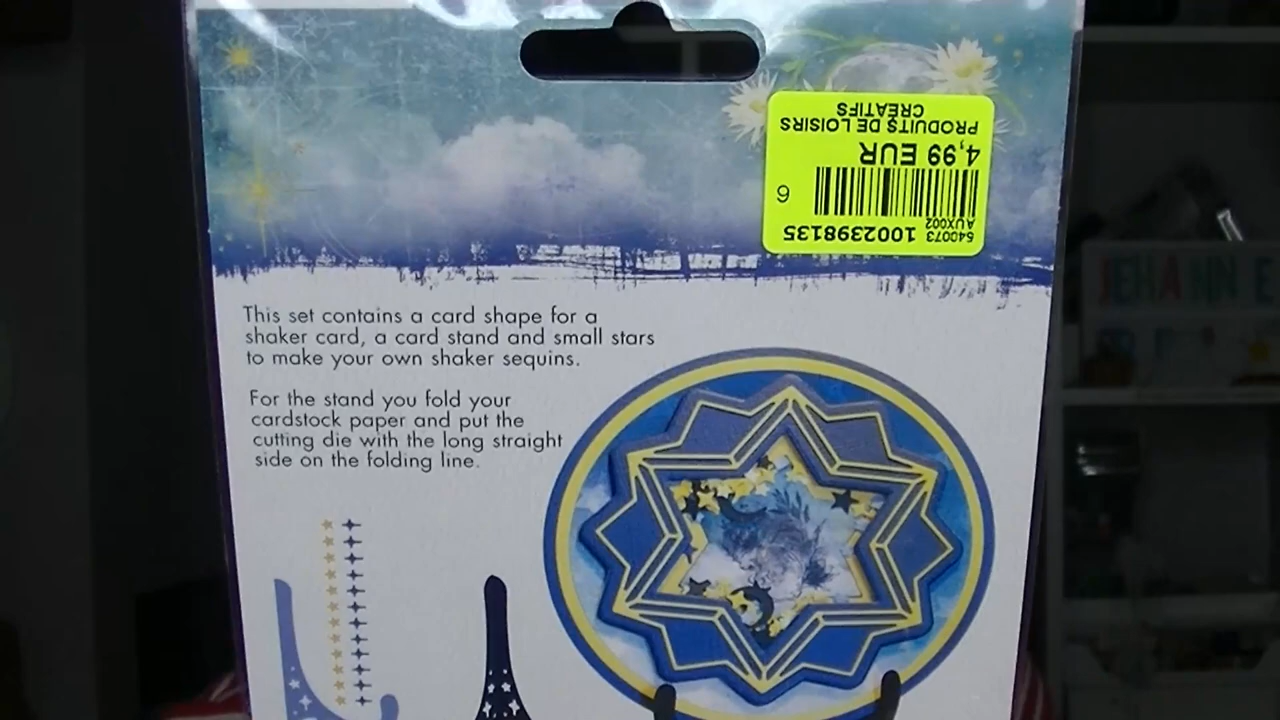 PRODUITS DE LOISIRS
CREATIFS
4,99 EUR
6
640073
AUX002
1002398135
This set contains a card shape for a
shaker card, a card stand and small stars
to make your own shaker sequins.
For the stand you fold your
cardstock paper and put the
cutting die with the long straight
side on the folding line.
JEHANNE